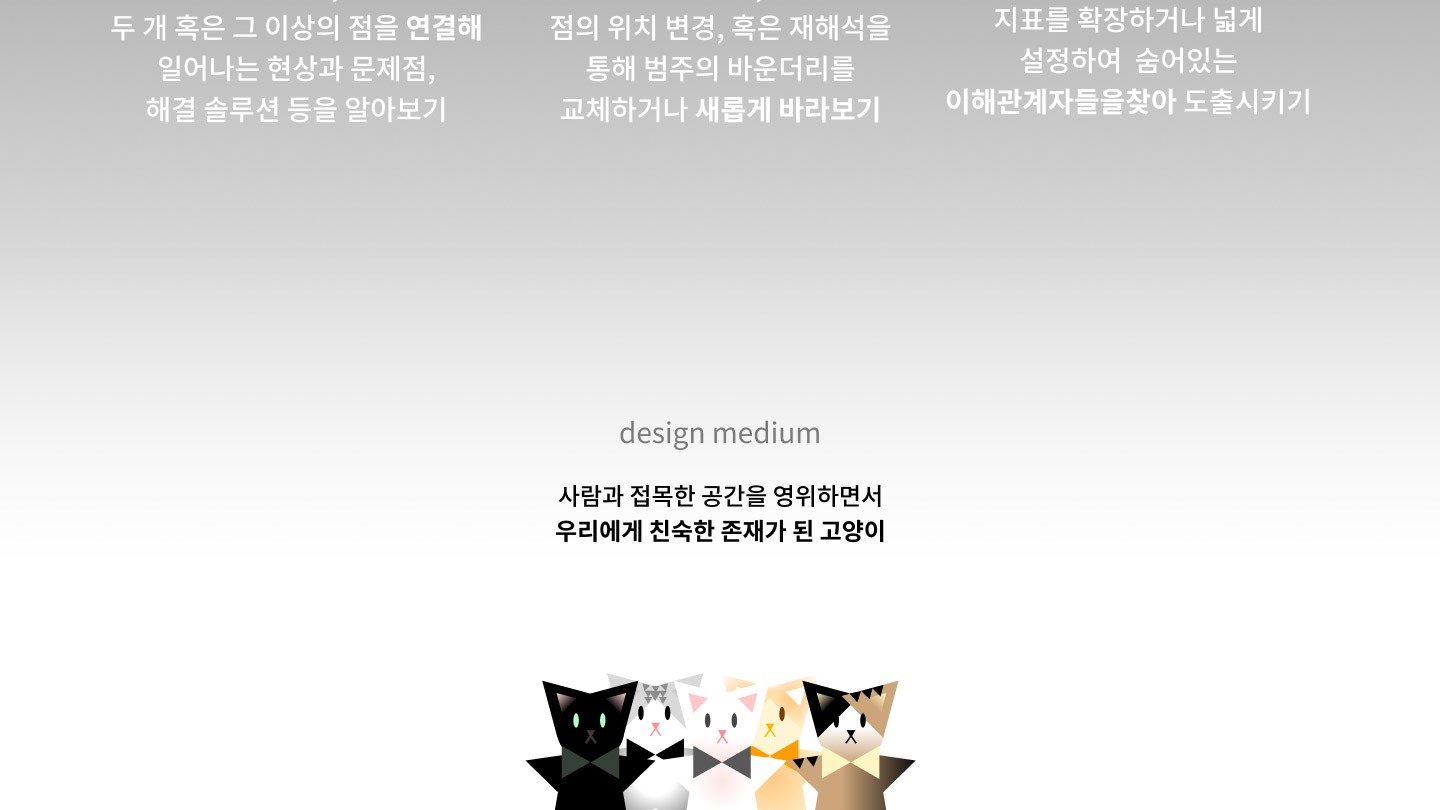 두 개 혹은 그 이상의 점을 연결해
일어나는 현상과 문제점,
해결 솔루션 등을 알아보기
점의 위치 변경, 혹은 재해석을
통해 범주의 바운더리를
교체하거나 새롭게 바라보기
지표를 확장하거나 넓게
설정하여  숨어있는
이해관계자들을찾아 도출시키기
design medium
사람과 접목한 공간을 영위하면서
우리에게 친숙한 존재가 된 고양이